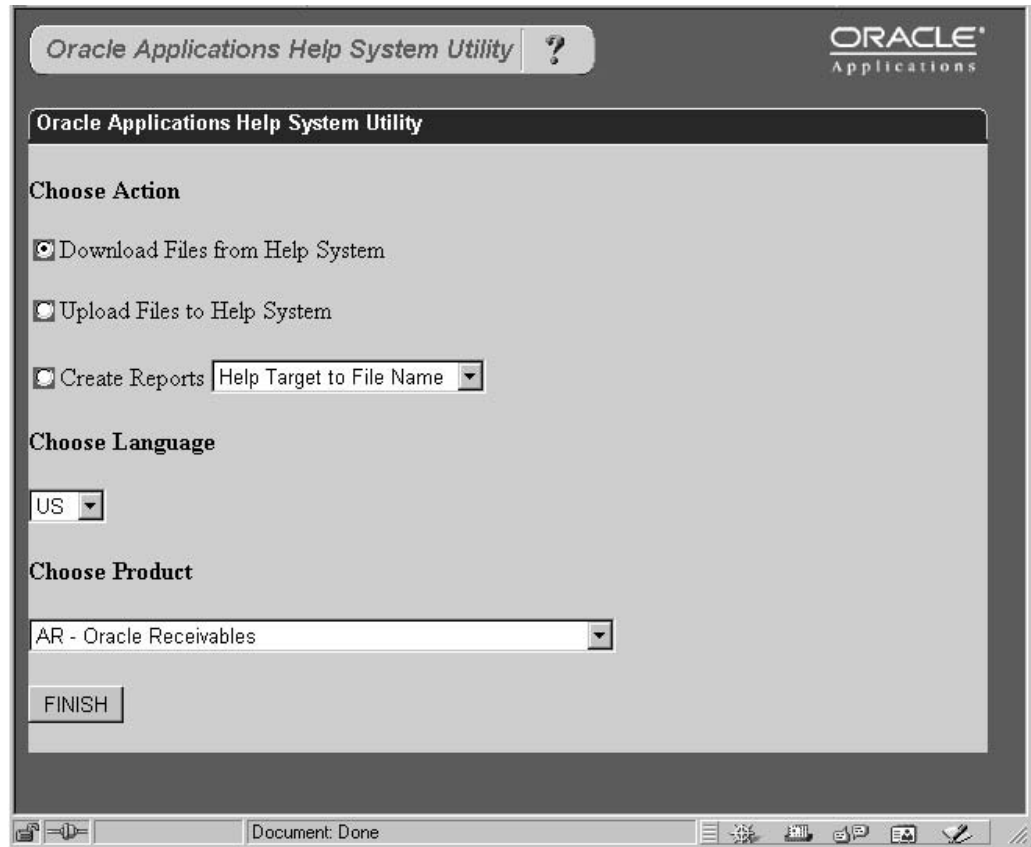 Oracle Applications Help System Utility ?
ORACLE
Applications
Oracle Applications Help System Utility
Choose Action
Download Files from Help System
Upload Files to Help System
Create Reports Help Target to File Name
Choose Language
US
Choose Product
AR - Oracle Receivables
FINISH
Document: Done